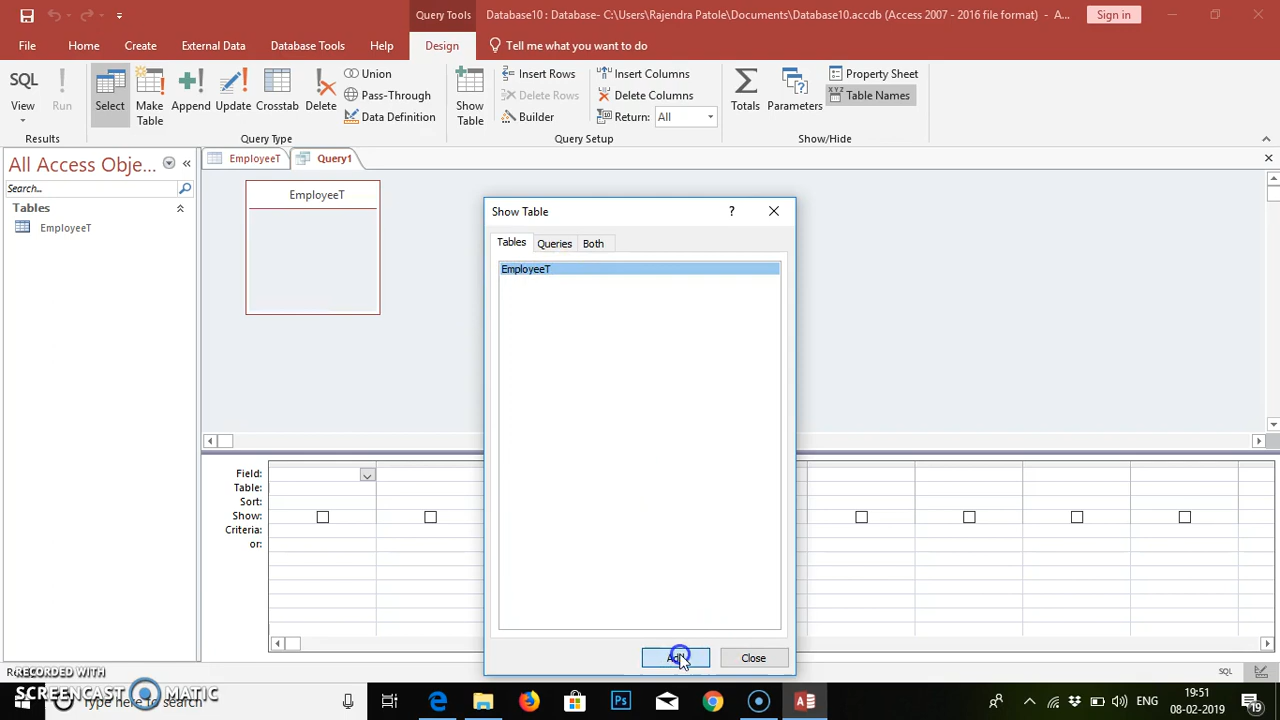 Query Tools
Database10 : Database- C:\Users\Rajendra Patole\Documents\Database10.accdb (Access 2007 - 2016 file format) - A...
Sign in
File Home Create External Data Database Tools Help Design Tell me what you want to do
SQL
View
Run
Results
Select
Make Table
Append
Update
Crosstab
Delete
Union
Pass-Through
Data Definition
Query Type
Show Table
Insert Rows
Delete Rows
Builder
Insert Columns
Delete Columns
Return: All
Query Setup
Totals
Parameters
Property Sheet
XYZ
Table Names
Show/Hide
All Access Obje...
Search...
Tables
EmployeeT
EmployeeT Query1
EmployeeT
Show Table
?
Tables Queries Both
EmployeeT
Close
Field:
Table:
Sort:
Show:
Criteria:
or:
SQL
RECORDED WITH
SCREENCAST MATIC
here to search
ENG
19:51
08-02-2019
19